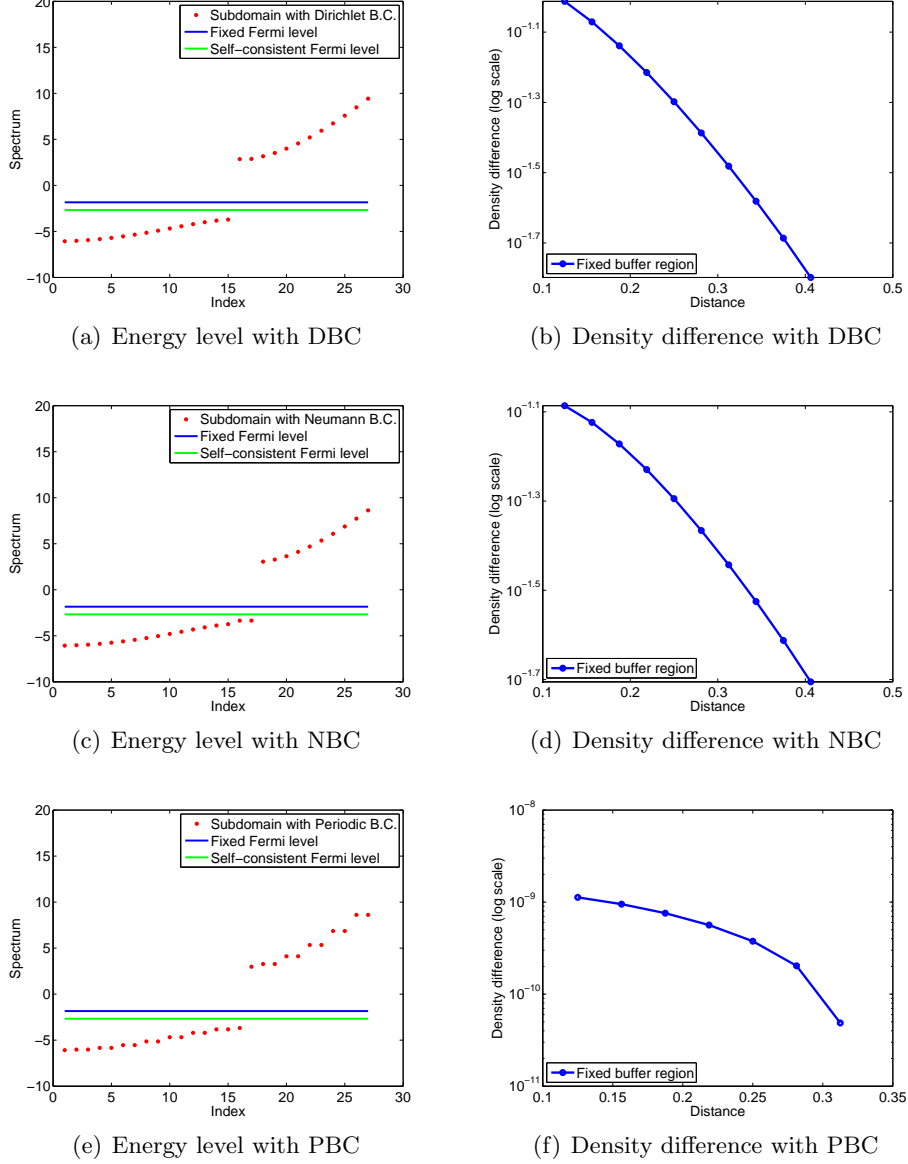 20
15
10
5
0
−5
−10
Spectrum
0 5 10 15 20 25 30
Index
Subdomain with Dirichlet B.C.
Fixed Fermi level
Self−consistent Fermi level
(a) Energy level with DBC
10^−1.1
10^−1.3
10^−1.5
10^−1.7
Density difference (log scale)
0.1 0.2 0.3 0.4 0.5
Distance
Fixed buffer region
(b) Density difference with DBC
20
15
10
5
0
−5
−10
Spectrum
0 5 10 15 20 25 30
Index
Subdomain with Neumann B.C.
Fixed Fermi level
Self−consistent Fermi level
(c) Energy level with NBC
10^−1.1
10^−1.3
10^−1.5
10^−1.7
Density difference (log scale)
0.1 0.2 0.3 0.4 0.5
Distance
Fixed buffer region
(d) Density difference with NBC
20
15
10
5
0
−5
−10
Spectrum
0 5 10 15 20 25 30
Index
Subdomain with Periodic B.C.
Fixed Fermi level
Self−consistent Fermi level
(e) Energy level with PBC
10^−8
10^−9
10^−10
10^−11
Density difference (log scale)
0.1 0.15 0.2 0.25 0.3 0.35
Distance
Fixed buffer region
(f) Density difference with PBC